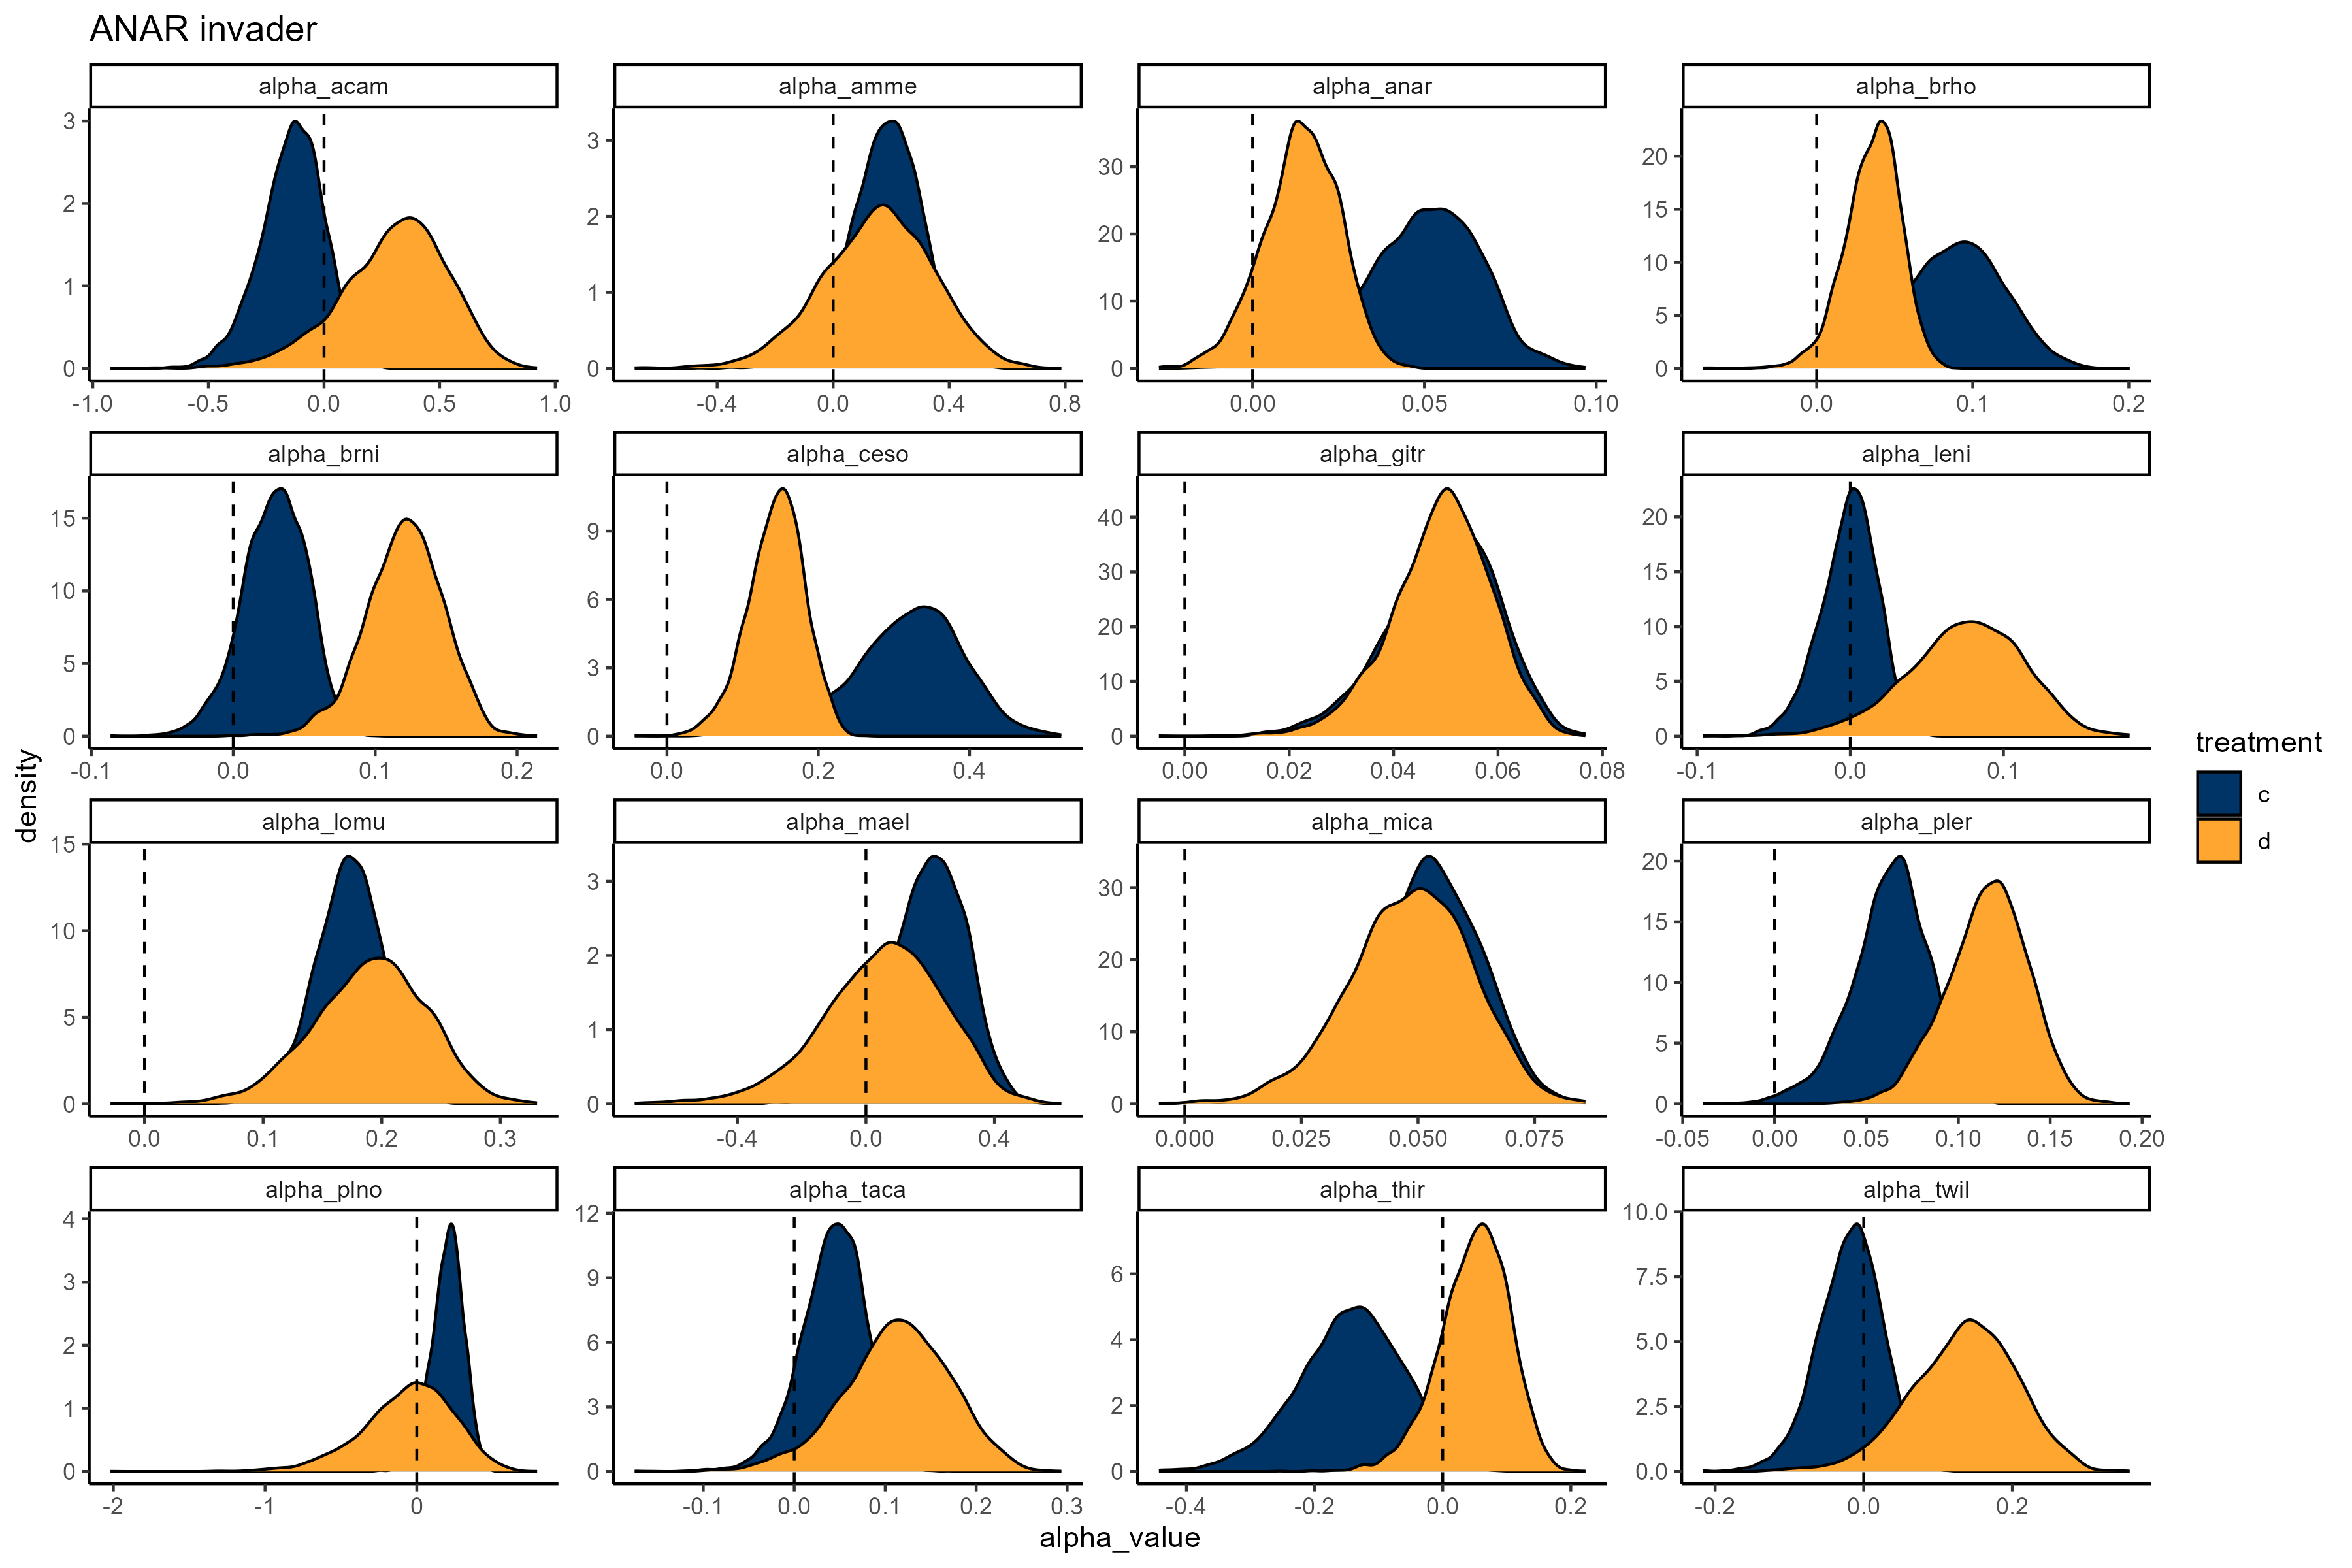 ANAR invader
alpha_acam alpha_amme alpha_anar alpha_brho
3 2 1 0
-1.0 -0.5 0.0 0.5 1.0
3 2 1 0
-0.4 0.0 0.4 0.8
30 20 10 0
0.00 0.05 0.10
20 15 10 5 0
0.0 0.1 0.2
alpha_brni alpha_ceso alpha_gitr alpha_leni
15 10 5 0
-0.1 0.0 0.1 0.2
9 6 3 0
0.0 0.2 0.4
40 30 20 10 0
0.00 0.02 0.04 0.06 0.08
20 15 10 5 0
-0.1 0.0 0.1
alpha_lomu alpha_mael alpha_mica alpha_pler
15 10 5 0
0.0 0.1 0.2 0.3
3 2 1 0
-0.4 0.0 0.4
30 20 10 0
0.000 0.025 0.050 0.075
20 15 10 5 0
-0.05 0.00 0.05 0.10 0.15 0.20
alpha_plno alpha_taca alpha_thir alpha_twil
4 3 2 1 0
-2 -1 0
12 9 6 3 0
-0.1 0.0 0.1 0.2 0.3
6 4 2 0
-0.4 -0.2 0.0 0.2
10.0 7.5 5.0 2.5 0.0
-0.2 0.0 0.2
density
alpha_value
treatment
c
d